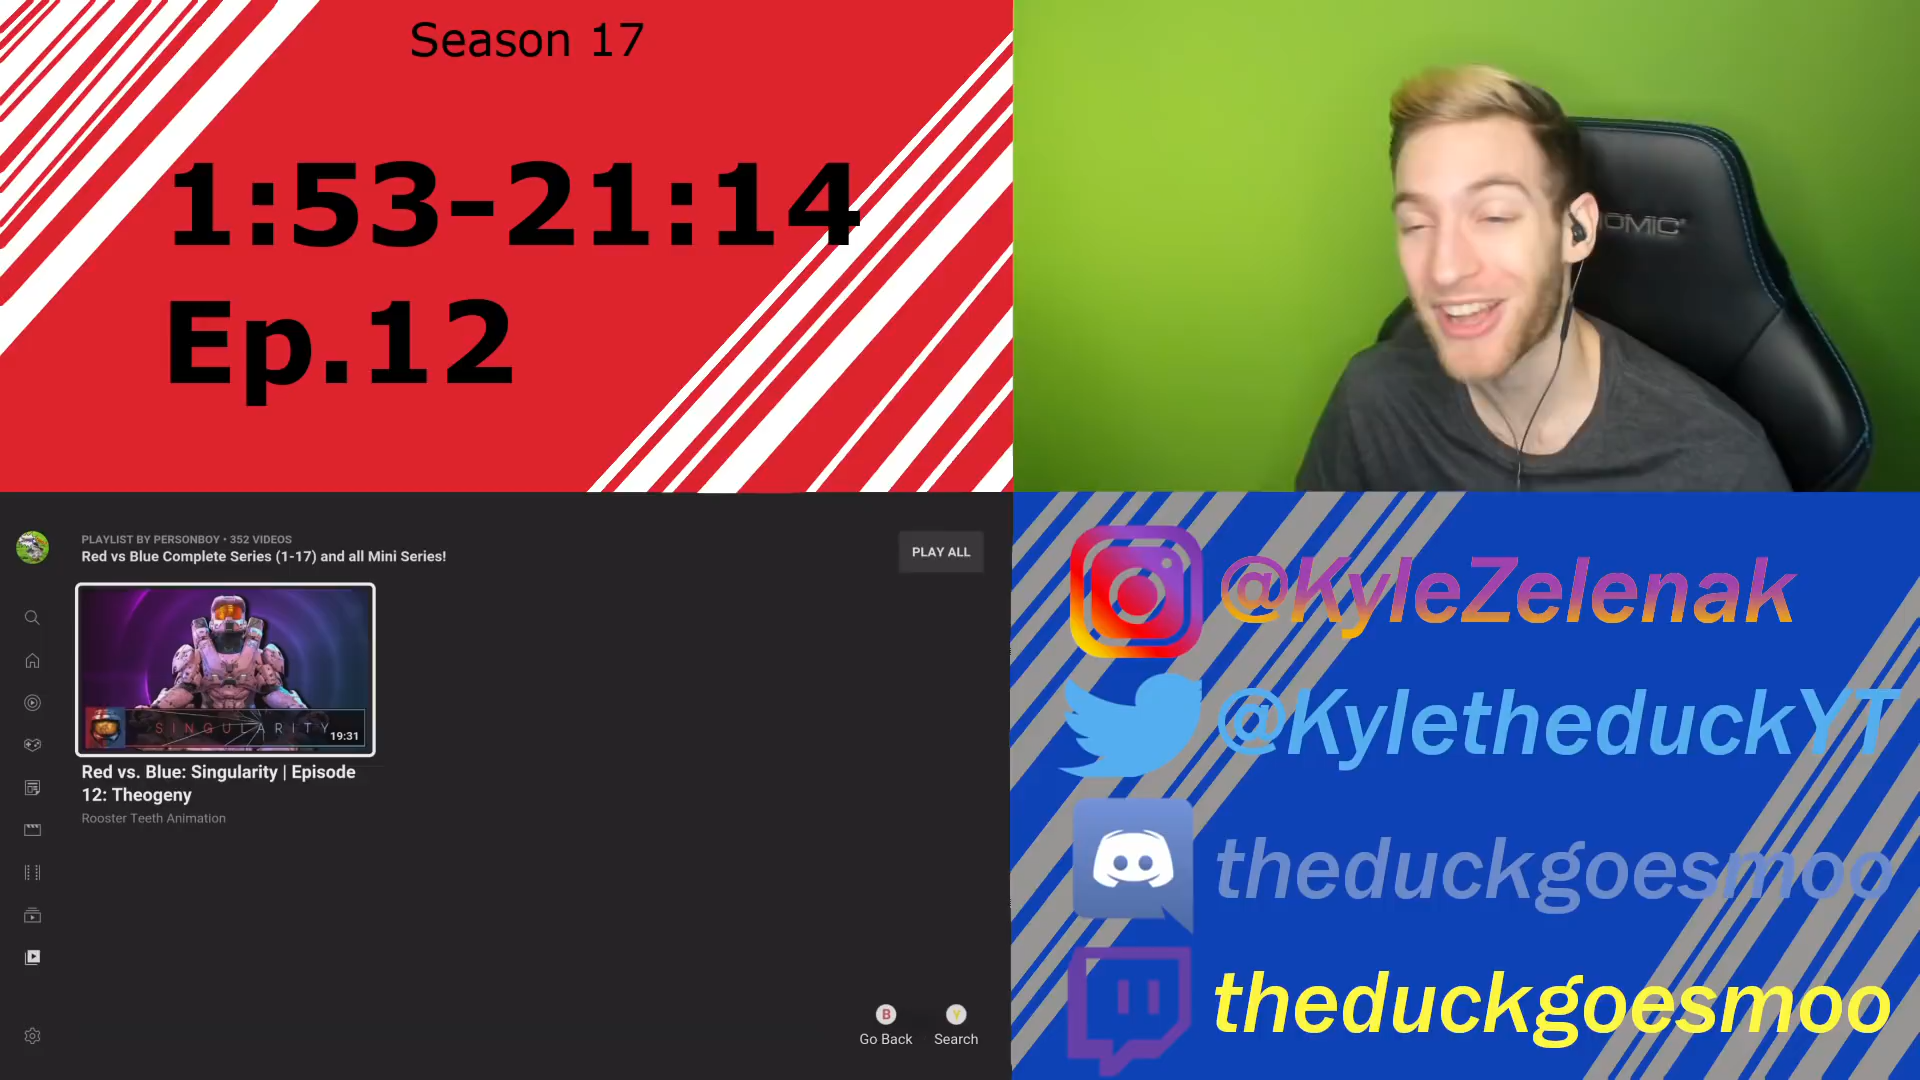 Season 17
1:53-21:14
Ep.12
NOMIC
PLAYLIST BY PERSONBOY • 352 VIDEOS
Red vs Blue Complete Series (1-17) and all Mini Series!
PLAY ALL
SINGULARITY
19:31
Red vs. Blue: Singularity | Episode
12: Theogeny
Rooster Teeth Animation
B
Y
Go Back
Search
@KyleZelenak
@KyletheduckYT
theduckgoesmoo
theduckgoesmoo